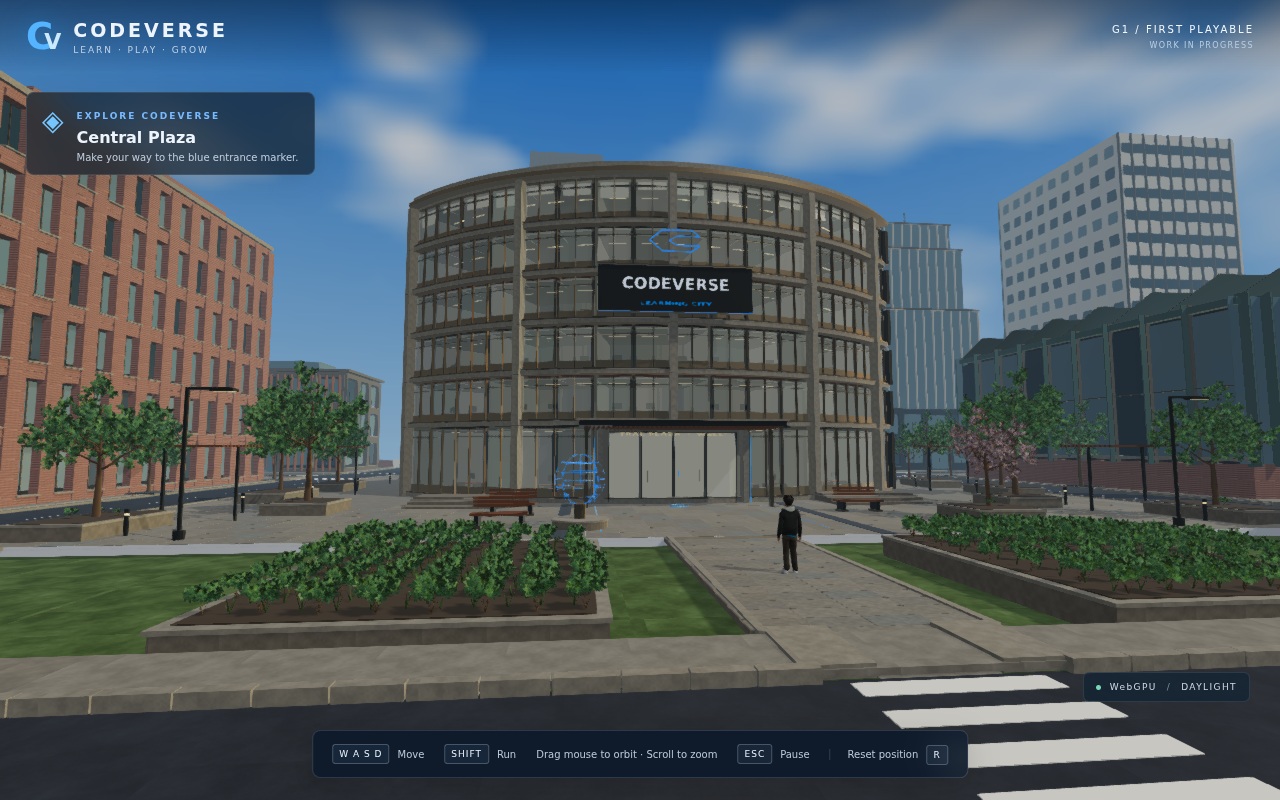 CV CODEVERSE
LEARN · PLAY · GROW
G1 / FIRST PLAYABLE
WORK IN PROGRESS
EXPLORE CODEVERSE
Central Plaza
Make your way to the blue entrance marker.
CODEVERSE
LEARNING CITY
WebGPU / DAYLIGHT
W A S D Move SHIFT Run Drag mouse to orbit · Scroll to zoom ESC Pause | Reset position R